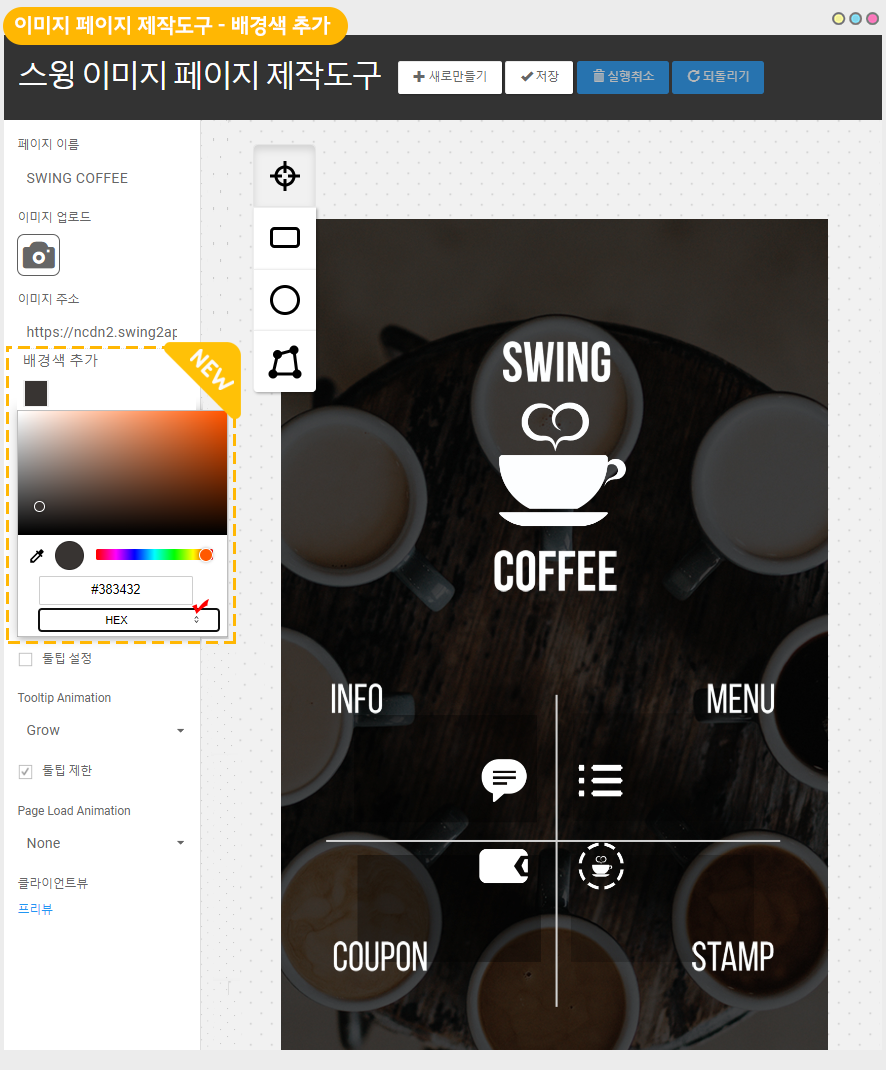 이미지 페이지 제작도구 - 배경색 추가
스윙 이미지 페이지 제작도구
새로만들기
저장
실행취소
되돌리기
페이지 이름
SWING COFFEE
이미지 업로드
이미지 주소
https://ncdn2.swing2ap
배경색 추가
NEW
#383432
HEX
툴팁 설정
Tooltip Animation
Grow
툴팁 제한
Page Load Animation
None
클라이언트뷰
프리뷰
SWING
COFFEE
INFO
MENU
COUPON
STAMP